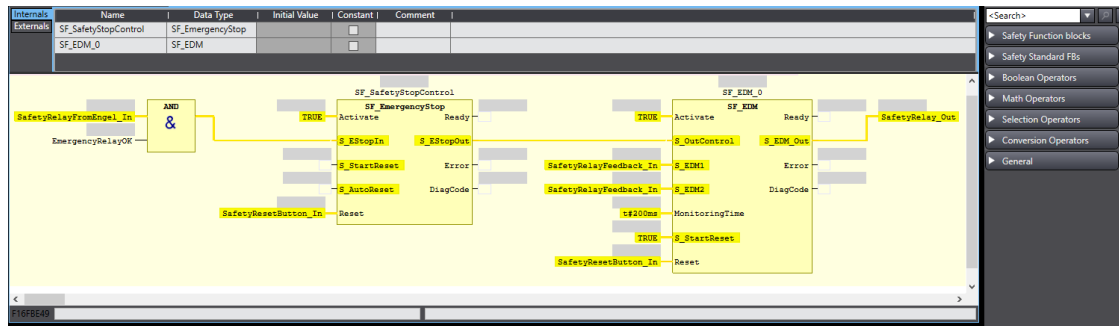 Internals Name Data Type Initial Value Constant Comment
Externals SF_SafetyStopControl SF_EmergencyStop
SF_EDM_0 SF_EDM
<Search>
Safety Function blocks
Safety Standard FBs
Boolean Operators
Math Operators
Selection Operators
Conversion Operators
General
SF_SafetyStopControl SF_EDM_0
AND SF_EmergencyStop SF_EDM
SafetyRelayFromEngel_In & TRUE Activate Ready TRUE Activate Ready SafetyRelay_Out
EmergencyRelayOK S_EStopIn S_EStopOut S_OutControl S_EDM_Out
S_StartReset Error SafetyRelayFeedback_In S_EDM1 Error
S_AutoReset DiagCode SafetyRelayFeedback_In S_EDM2 DiagCode
SafetyResetButton_In Reset t#200ms MonitoringTime
TRUE S_StartReset
SafetyResetButton_In Reset
F16FBE49